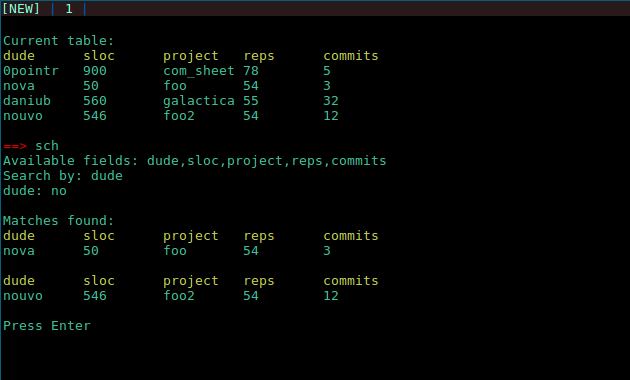 [NEW] | 1 |
Current table:
dude sloc project reps commits
0pointr 900 com_sheet 78 5
nova 50 foo 54 3
daniub 560 galactica 55 32
nouvo 546 foo2 54 12
==> sch
Available fields: dude,sloc,project,reps,commits
Search by: dude
dude: no
Matches found:
dude sloc project reps commits
nova 50 foo 54 3
dude sloc project reps commits
nouvo 546 foo2 54 12
Press Enter